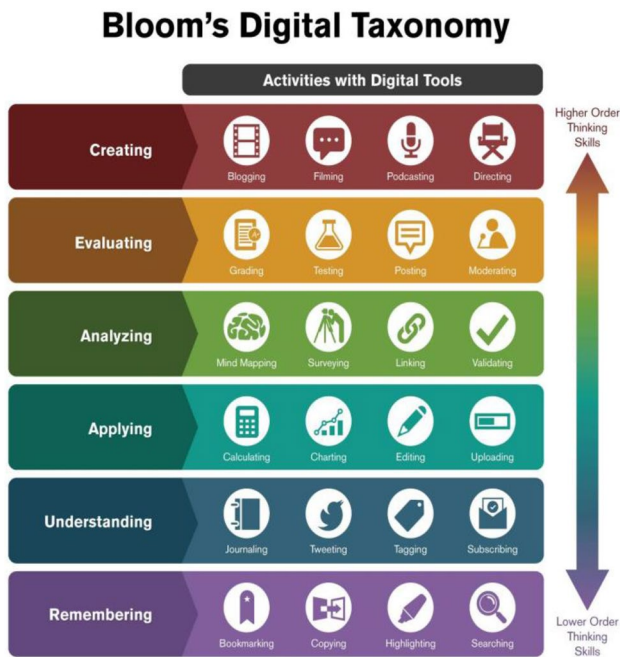 Bloom's Digital Taxonomy
Activities with Digital Tools
Higher Order
Thinking
Skills
Creating
Blogging Filming Podcasting Directing
Evaluating
Grading Testing Posting Moderating
Analyzing
Mind Mapping Surveying Linking Validating
Applying
Calculating Charting Editing Uploading
Understanding
Journaling Tweeting Tagging Subscribing
Remembering
Bookmarking Copying Highlighting Searching
Lower Order
Thinking
Skills